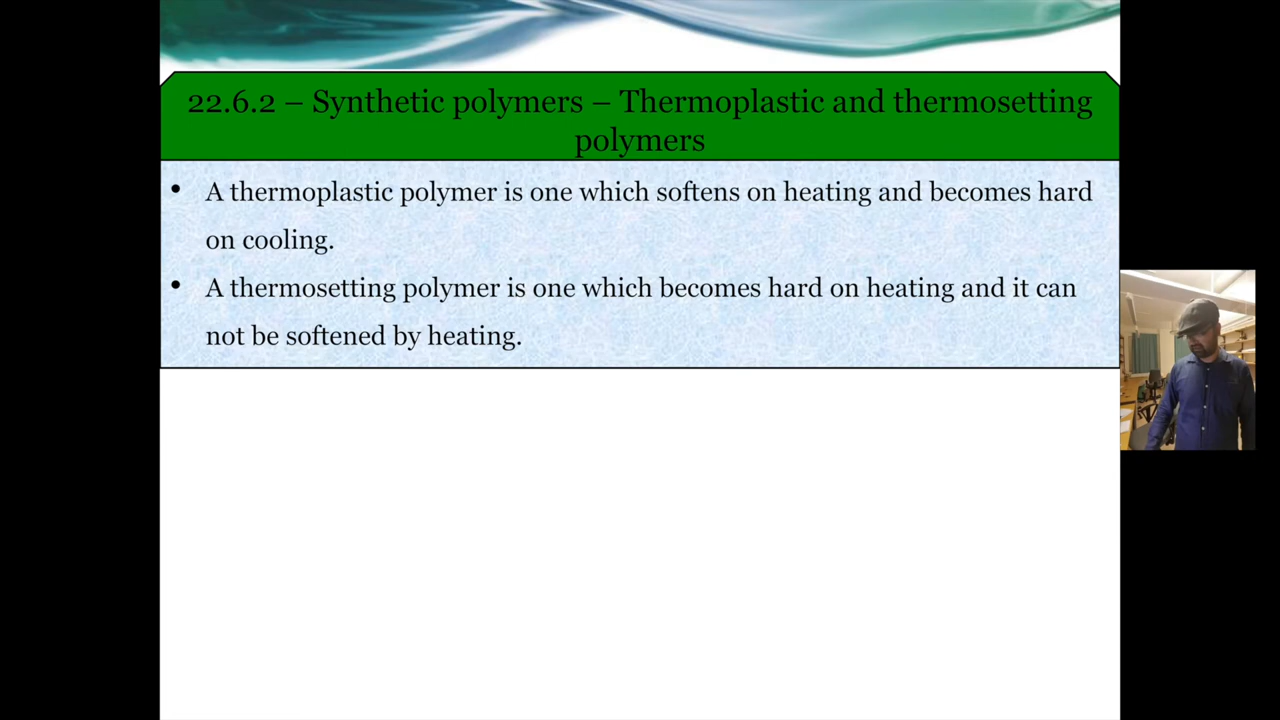 22.6.2 – Synthetic polymers – Thermoplastic and thermosetting
polymers
• A thermoplastic polymer is one which softens on heating and becomes hard
on cooling.
• A thermosetting polymer is one which becomes hard on heating and it can
not be softened by heating.